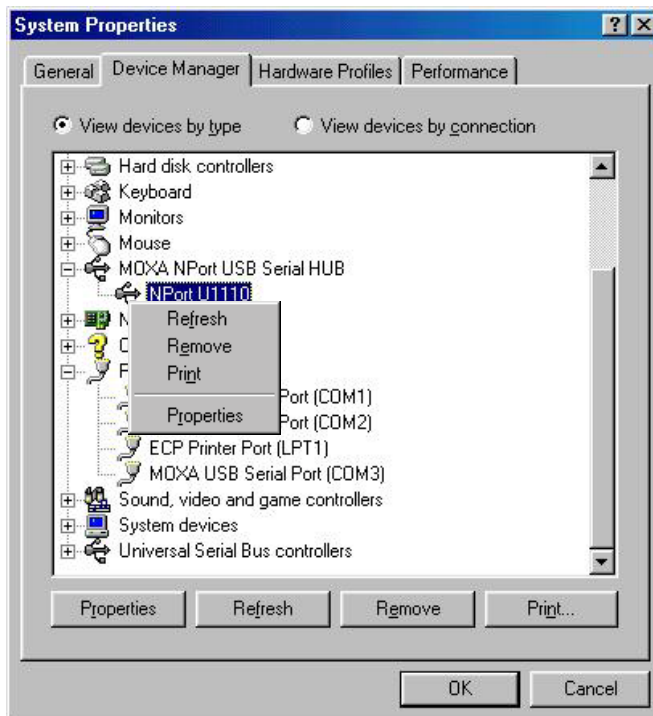 System Properties
General Device Manager Hardware Profiles Performance
View devices by type View devices by connection
Hard disk controllers
Keyboard
Monitors
Mouse
MOXA NPort USB Serial HUB
NPort U1110
N
Refresh
O
Remove
P
Print
Port (COM1)
Properties
Port (COM2)
ECP Printer Port (LPT1)
MOXA USB Serial Port (COM3)
Sound, video and game controllers
System devices
Universal Serial Bus controllers
Properties Refresh Remove Print...
OK Cancel